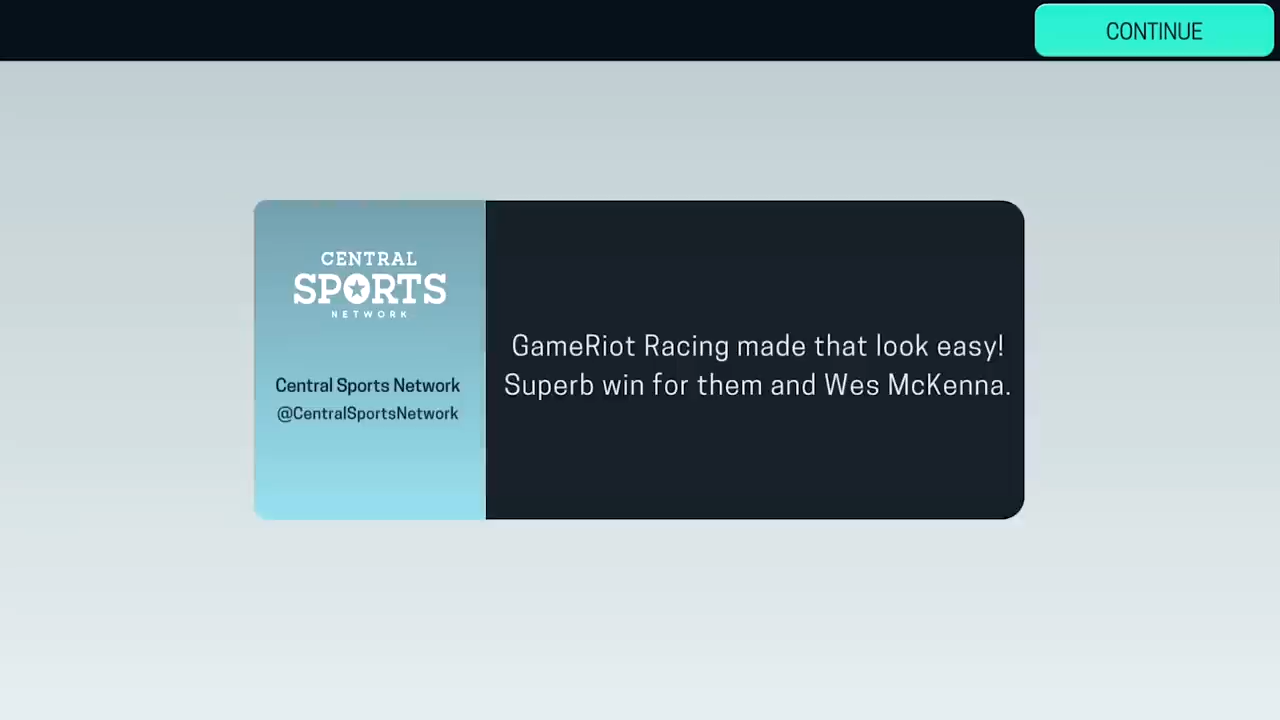 CONTINUE
CENTRAL
SPORTS
NETWORK
Central Sports Network
@CentralSportsNetwork
GameRiot Racing made that look easy!
Superb win for them and Wes McKenna.